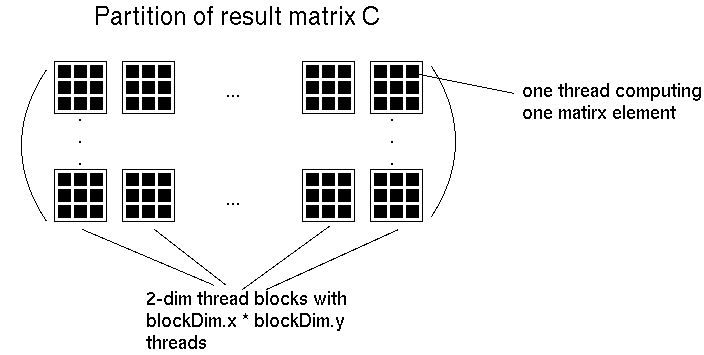 Partition of result matrix C
...
one thread computing
one matirx element
...
2-dim thread blocks with
blockDim.x * blockDim.y
threads